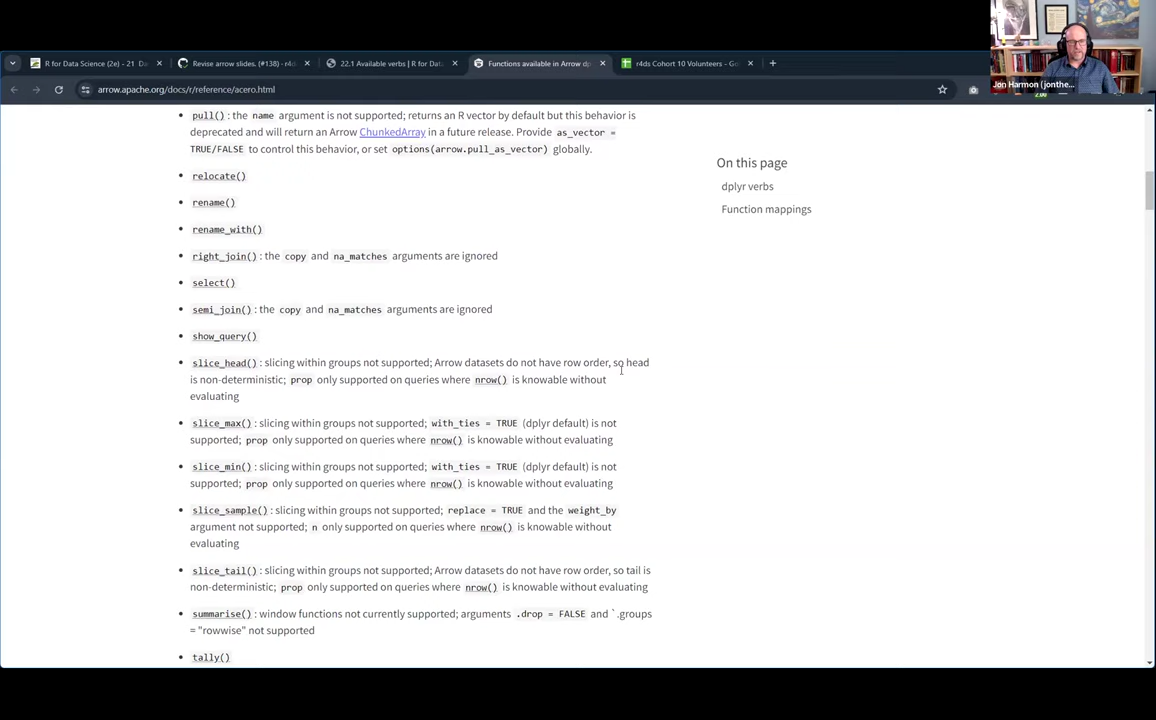 R for Data Science (2e) - 21 Da
Revise arrow slides. (#138) · r4ds
22.1 Available verbs | R for Data
Functions available in Arrow dp
r4ds Cohort 10 Volunteers - Go
arrow.apache.org/docs/r/reference/acero.html
Jon Harmon (jonthe...
pull() : the name argument is not supported; returns an R vector by default but this behavior is
deprecated and will return an Arrow ChunkedArray in a future release. Provide as_vector =
TRUE/FALSE to control this behavior, or set options(arrow.pull_as_vector) globally.
relocate()
rename()
rename_with()
right_join() : the copy and na_matches arguments are ignored
select()
semi_join() : the copy and na_matches arguments are ignored
show_query()
slice_head() : slicing within groups not supported; Arrow datasets do not have row order, so head
is non-deterministic; prop only supported on queries where nrow() is knowable without
evaluating
slice_max() : slicing within groups not supported; with_ties = TRUE (dplyr default) is not
supported; prop only supported on queries where nrow() is knowable without evaluating
slice_min() : slicing within groups not supported; with_ties = TRUE (dplyr default) is not
supported; prop only supported on queries where nrow() is knowable without evaluating
slice_sample() : slicing within groups not supported; replace = TRUE and the weight_by
argument not supported; n only supported on queries where nrow() is knowable without
evaluating
slice_tail() : slicing within groups not supported; Arrow datasets do not have row order, so tail is
non-deterministic; prop only supported on queries where nrow() is knowable without evaluating
summarise() : window functions not currently supported; arguments .drop = FALSE and `.groups
= "rowwise" not supported
tally()
On this page
dplyr verbs
Function mappings